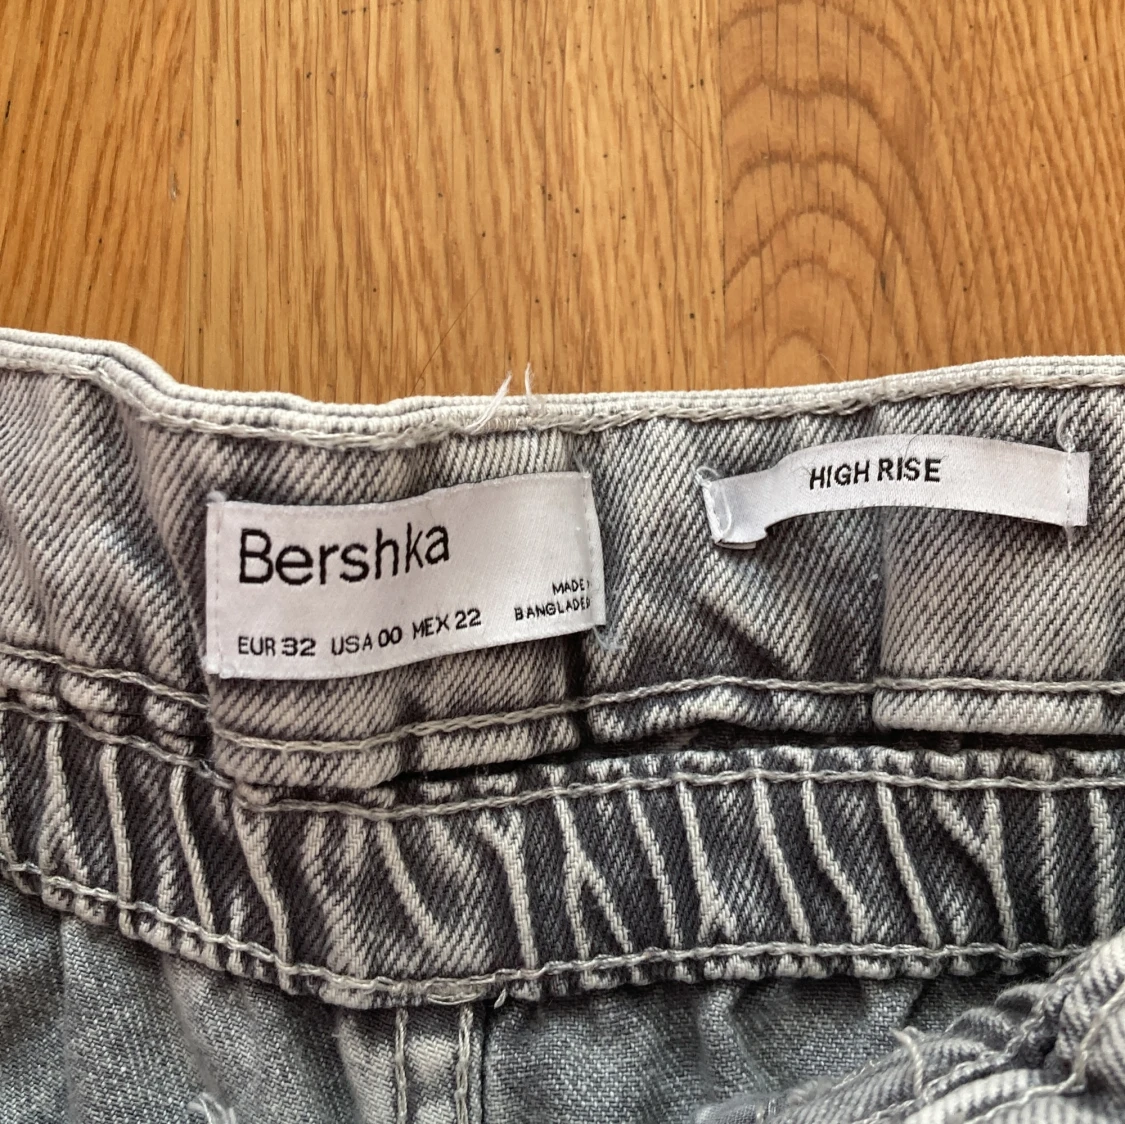 Bershka
MADE
BANGLADES
EUR 32 USA 00 MEX 22
HIGH RISE